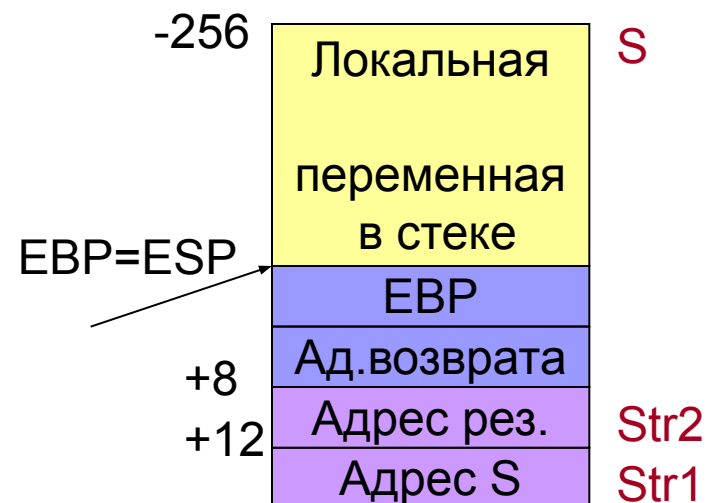 -256
Локальная
S
переменная
в стеке
EBP=ESP
EBP
Ад.возврата
+8
Адрес рез.
Str2
+12
Адрес S
Str1